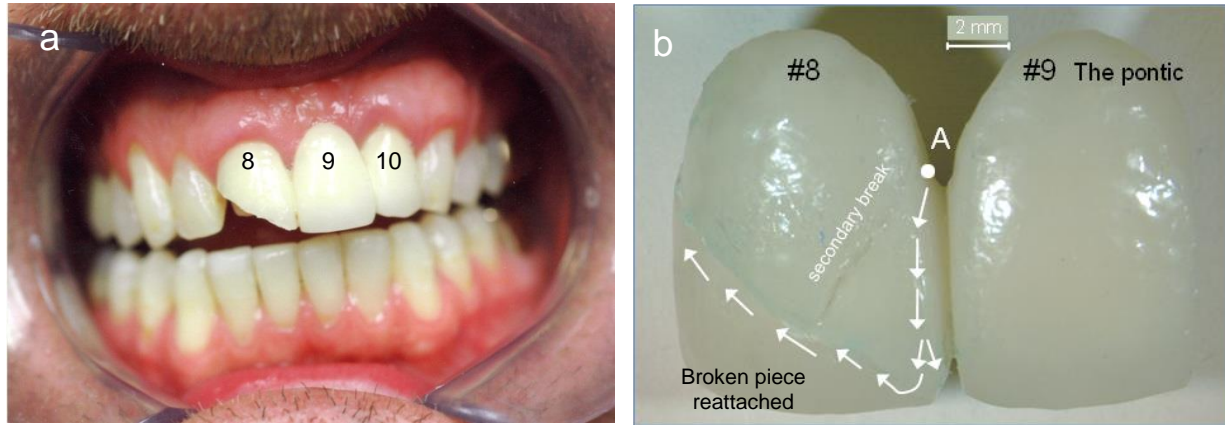 a
8
9
10
b
2 mm
#8
#9 The pontic
A
secondary break
Broken piece
reattached